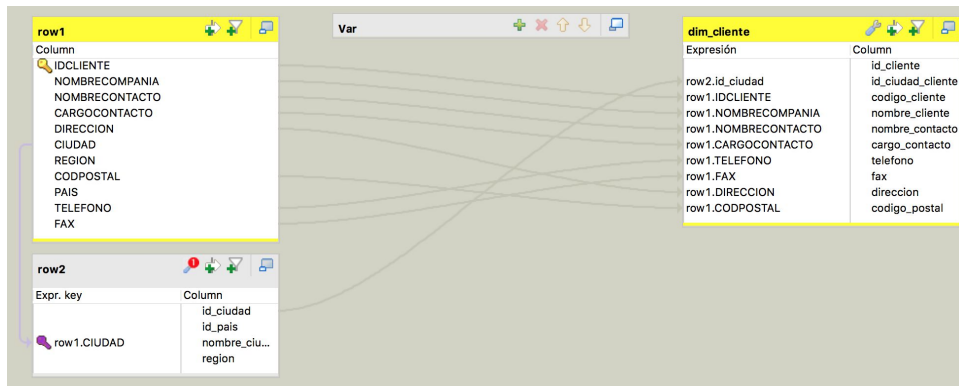 row1
Column
IDCLIENTE
NOMBRECOMPANIA
NOMBRECONTACTO
CARGOCONTACTO
DIRECCION
CIUDAD
REGION
CODPOSTAL
PAIS
TELEFONO
FAX
row2
1
Expr. key Column
id_ciudad
id_pais
row1.CIUDAD nombre_ciu...
region
Var
dim_cliente
Expresión Column
id_cliente
row2.id_ciudad id_ciudad_cliente
row1.IDCLIENTE codigo_cliente
row1.NOMBRECOMPANIA nombre_cliente
row1.NOMBRECONTACTO nombre_contacto
row1.CARGOCONTACTO cargo_contacto
row1.TELEFONO telefono
row1.FAX fax
row1.DIRECCION direccion
row1.CODPOSTAL codigo_postal